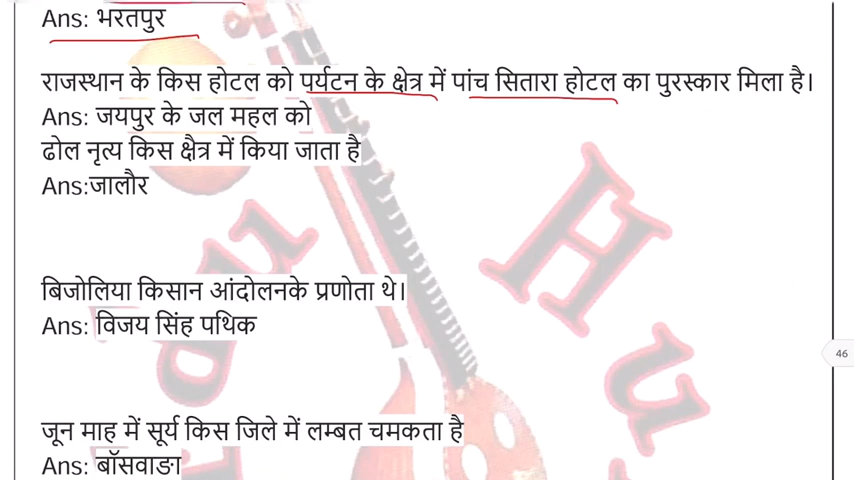 Ans: भरतपुर
राजस्थान के किस होटल को पर्यटन के क्षेत्र में पांच सितारा होटल का पुरस्कार मिला है।
Ans: जयपुर के जल महल को
ढोल नृत्य किस क्षैत्र में किया जाता है
Ans:जालौर
बिजोलिया किसान आंदोलनके प्रणोता थे।
Ans: विजय सिंह पथिक
जून माह में सूर्य किस जिले में लम्बत चमकता है
Ans: बॉसवाङा
46